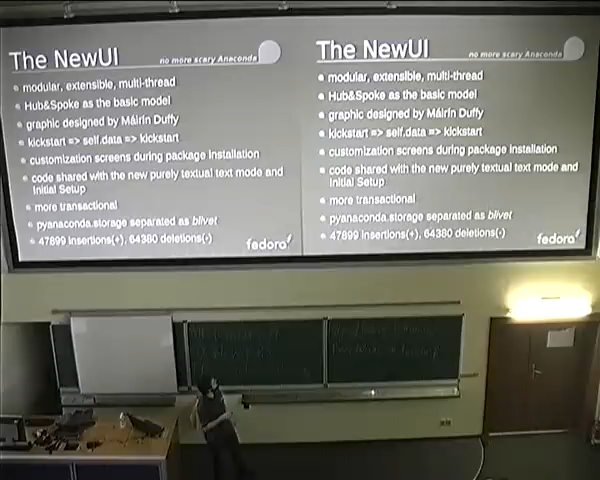 The NewUI
no more scary Anaconda
modular, extensible, multi-thread
Hub&Spoke as the basic model
graphic designed by Máirín Duffy
kickstart => self.data => kickstart
customization screens during package installation
code shared with the new purely textual text mode and
Initial Setup
more transactional
pyanaconda.storage separated as blivet
47899 insertions(+), 64380 deletions(-)
fedora
The NewUI
no more scary Anaconda
modular, extensible, multi-thread
Hub&Spoke as the basic model
graphic designed by Máirín Duffy
kickstart => self.data => kickstart
customization screens during package installation
code shared with the new purely textual text mode and
Initial Setup
more transactional
pyanaconda.storage separated as blivet
47899 insertions(+), 64380 deletions(-)
fedora